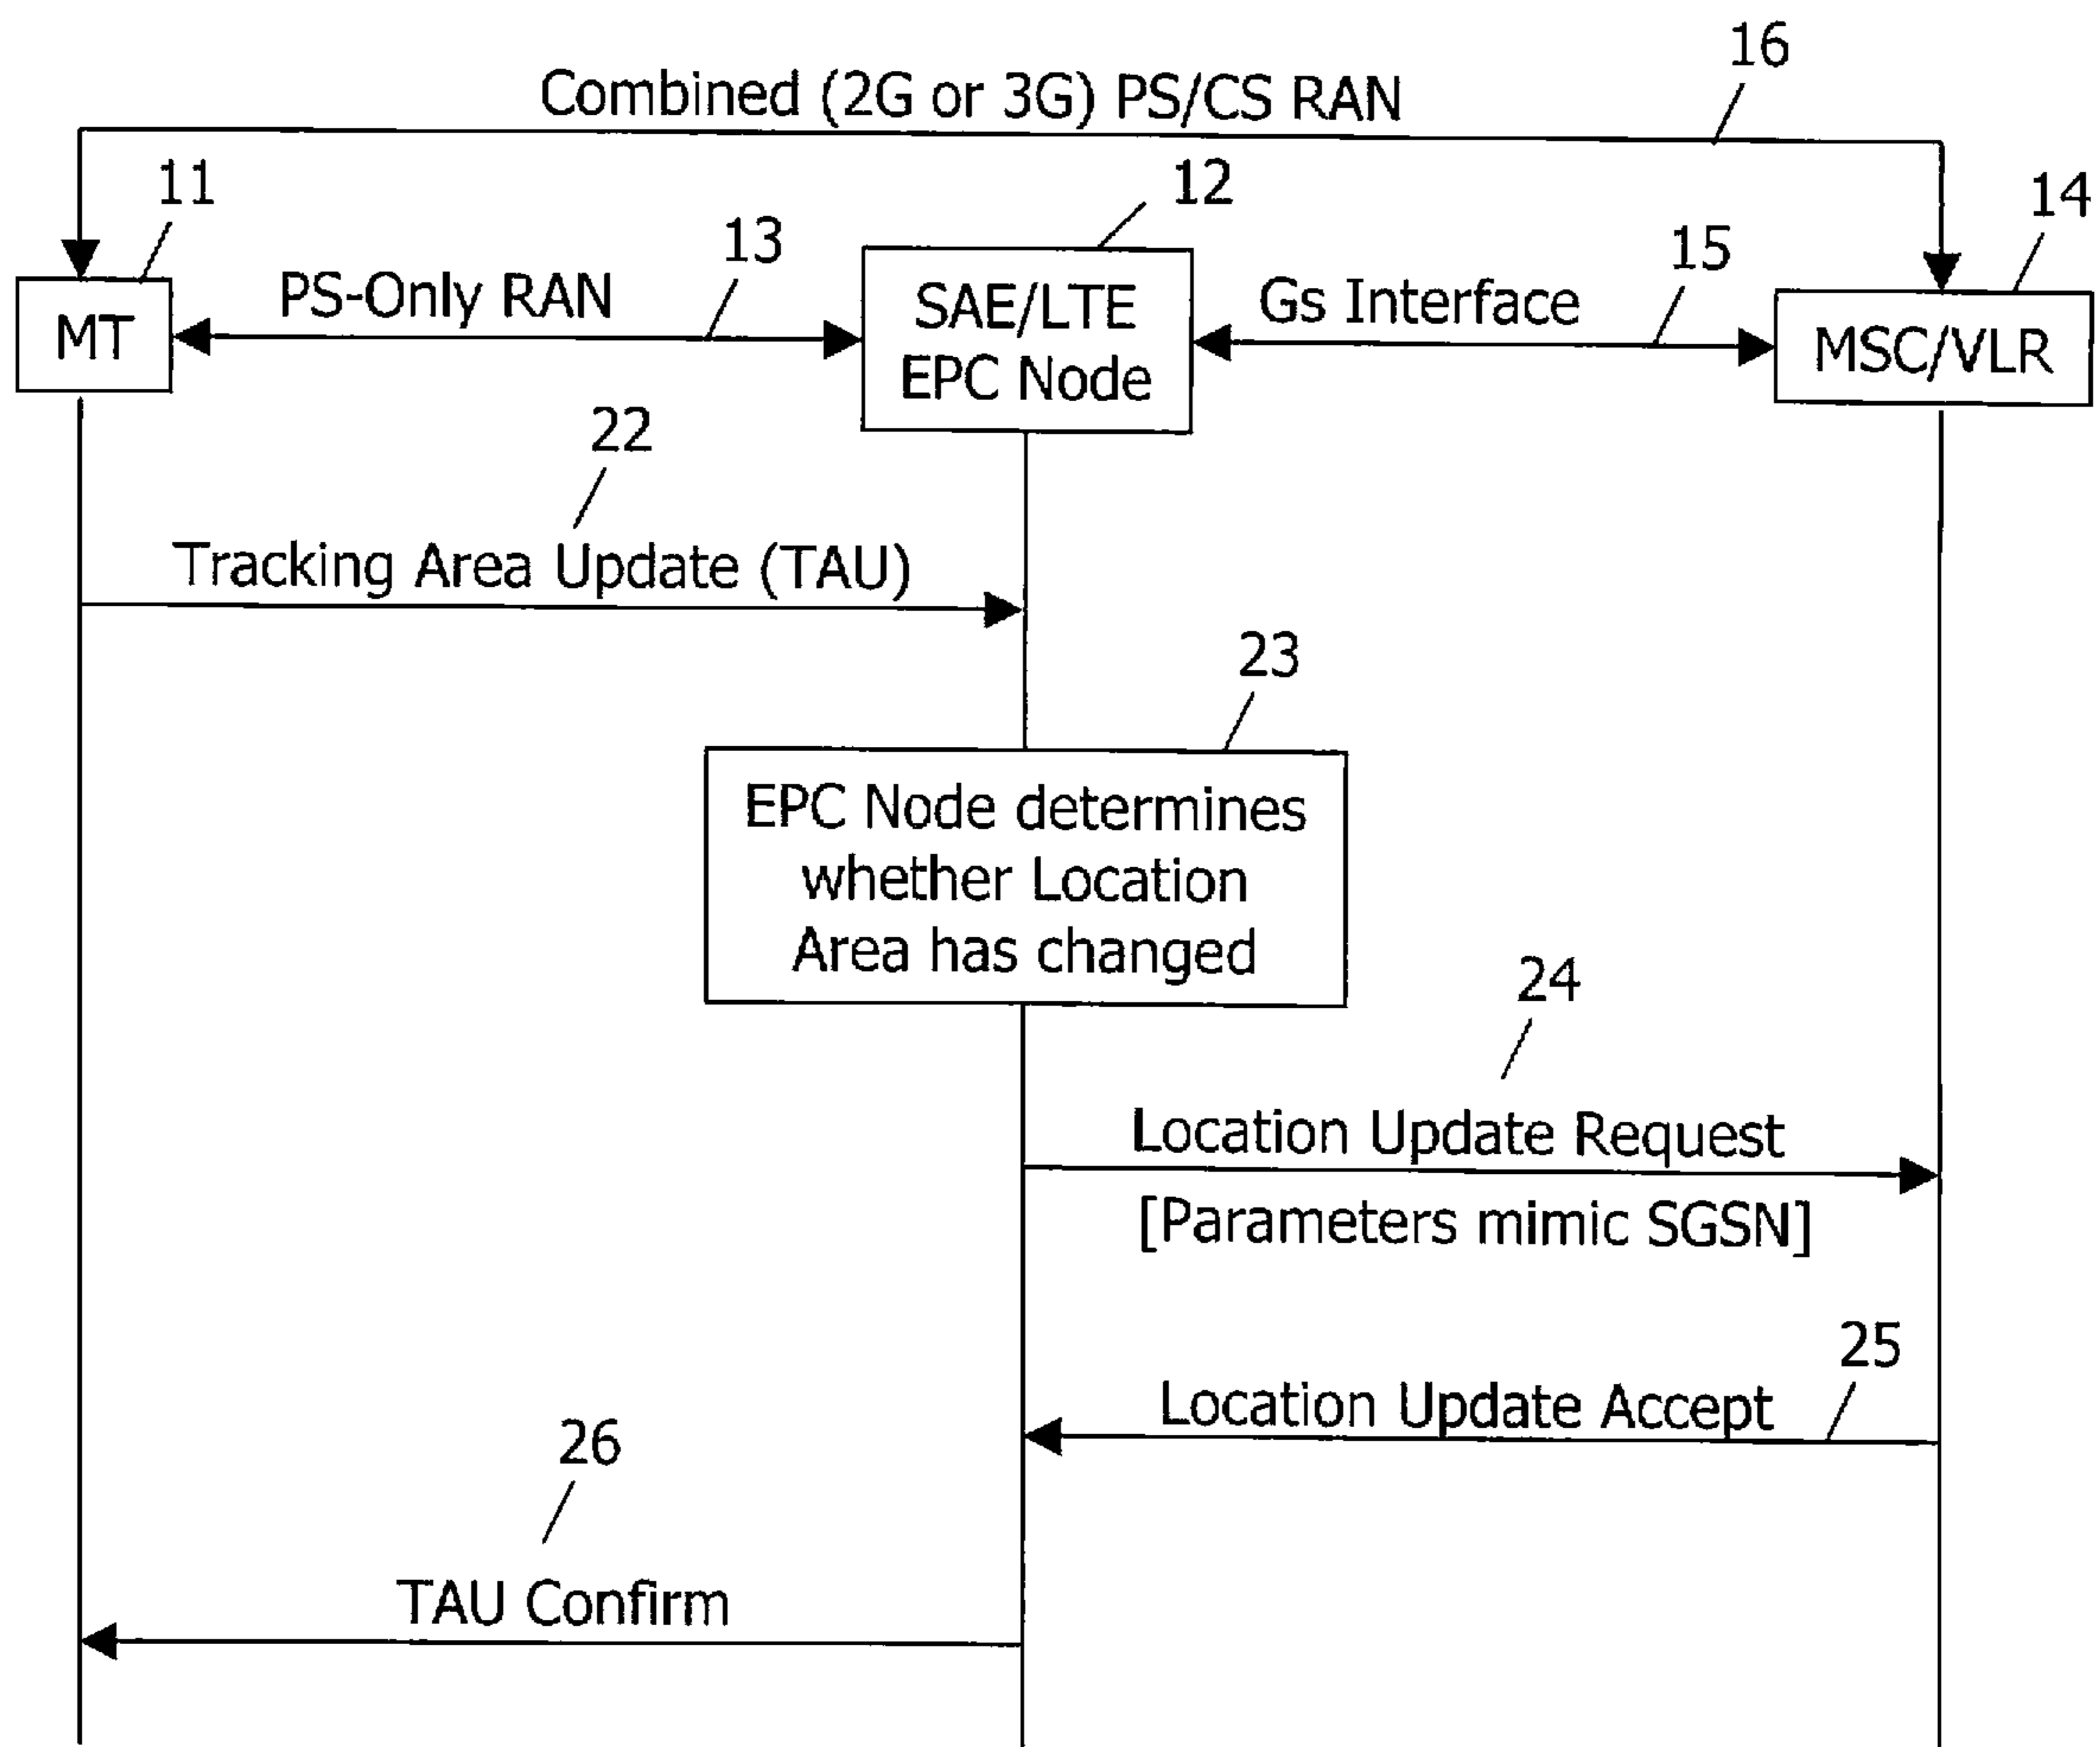 16
Combined (2G or 3G) PS/CS RAN
11
12
14
13
15
PS-Only RAN
Gs Interface
MT
SAE/LTE
EPC Node
MSC/VLR
22
Tracking Area Update (TAU)
23
EPC Node determines
whether Location
Area has changed
24
Location Update Request
[Parameters mimic SGSN]
25
Location Update Accept
26
TAU Confirm